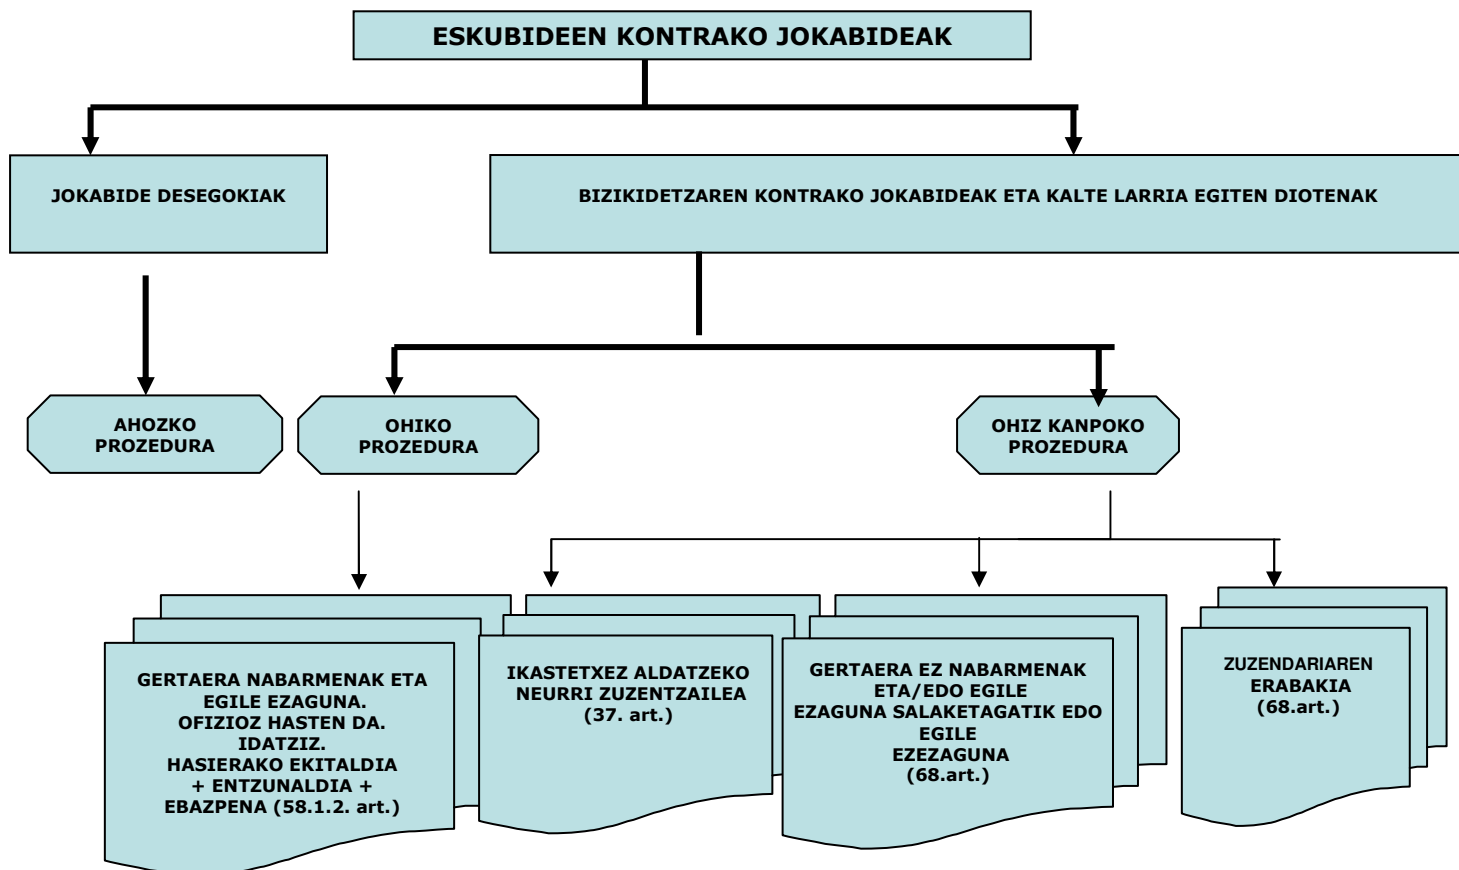 ESKUBIDEEN KONTRAKO JOKABIDEAK
JOKABIDE DESEGOKIAK
BIZIKIDETZAREN KONTRAKO JOKABIDEAK ETA KALTE LARRIA EGITEN DIOTENAK
AHOZKO
PROZEDURA
OHIKO
PROZEDURA
OHIZ KANPOKO
PROZEDURA
GERTAERA NABARMENAK ETA
EGILE EZAGUNA.
OFIZIOZ HASTEN DA.
IDATZIZ.
HASIERAKO EKITALDIA
+ ENTZUNALDIA +
EBAZPENA (58.1.2. art.)
IKASTETXEZ ALDATZEKO
NEURRI ZUZENTZAILEA
(37. art.)
GERTAERA EZ NABARMENAK
ETA/EDO EGILE
EZAGUNA SALAKETAGATIK EDO
EGILE
EZEZAGUNA
(68.art.)
ZUZENDARIAREN
ERABAKIA
(68.art.)